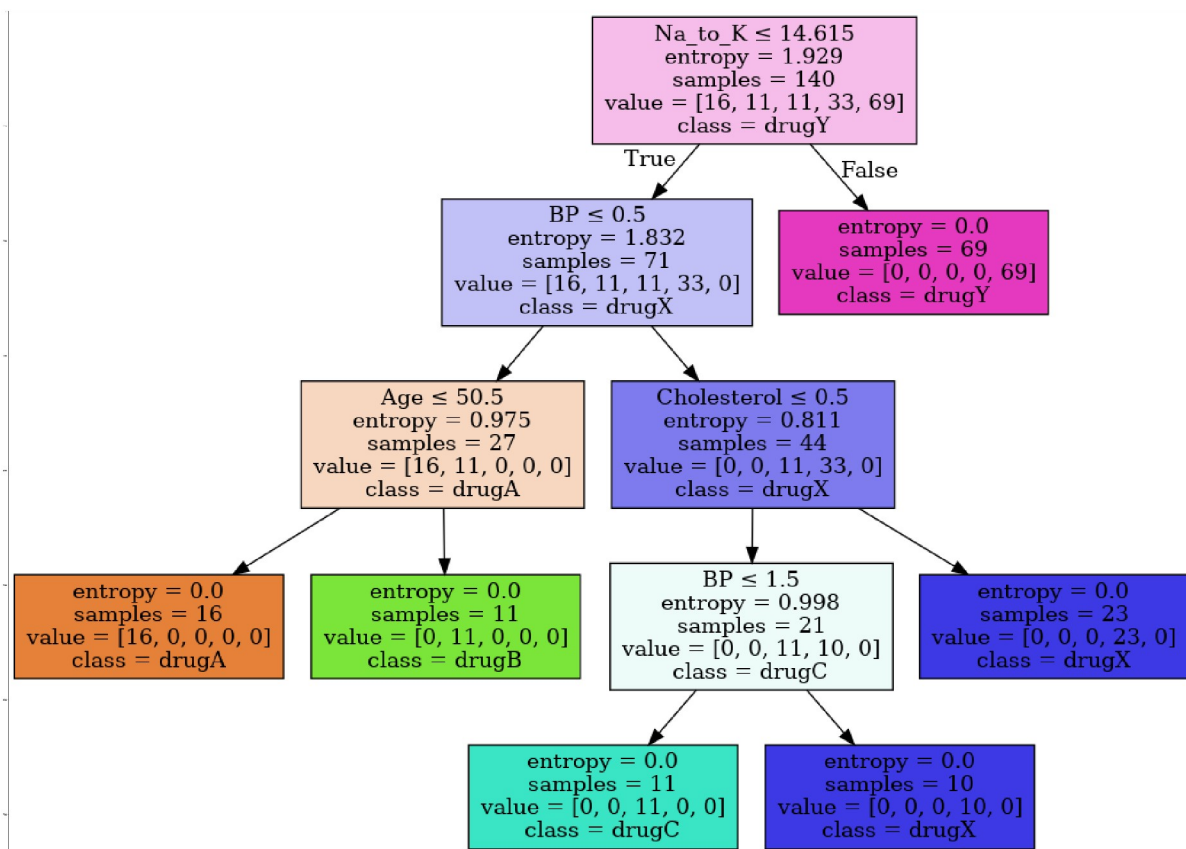 Na_to_K ≤ 14.615
entropy = 1.929
samples = 140
value = [16, 11, 11, 33, 69]
class = drugY
True
False
BP ≤ 0.5
entropy = 1.832
samples = 71
value = [16, 11, 11, 33, 0]
class = drugX
entropy = 0.0
samples = 69
value = [0, 0, 0, 0, 69]
class = drugY
Age ≤ 50.5
entropy = 0.975
samples = 27
value = [16, 11, 0, 0, 0]
class = drugA
Cholesterol ≤ 0.5
entropy = 0.811
samples = 44
value = [0, 0, 11, 33, 0]
class = drugX
entropy = 0.0
samples = 16
value = [16, 0, 0, 0, 0]
class = drugA
entropy = 0.0
samples = 11
value = [0, 11, 0, 0, 0]
class = drugB
BP ≤ 1.5
entropy = 0.998
samples = 21
value = [0, 0, 11, 10, 0]
class = drugC
entropy = 0.0
samples = 23
value = [0, 0, 0, 23, 0]
class = drugX
entropy = 0.0
samples = 11
value = [0, 0, 11, 0, 0]
class = drugC
entropy = 0.0
samples = 10
value = [0, 0, 0, 10, 0]
class = drugX